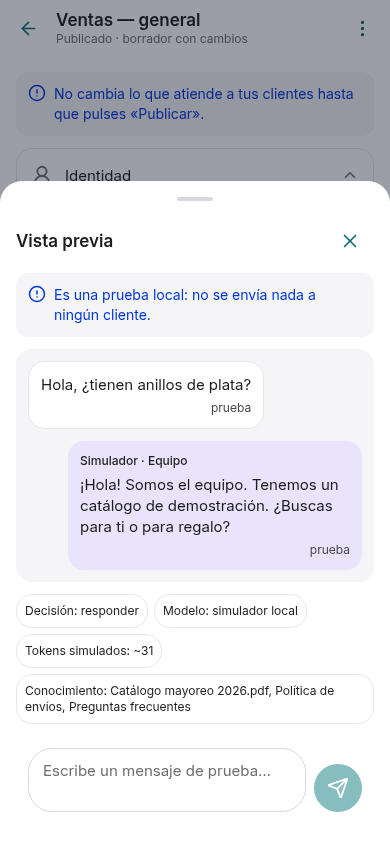 Ventas — general
Publicado · borrador con cambios
No cambia lo que atiende a tus clientes hasta
que pulses «Publicar».
Identidad
Vista previa
Es una prueba local: no se envía nada a
ningún cliente.
Hola, ¿tienen anillos de plata?
prueba
Simulador · Equipo
¡Hola! Somos el equipo. Tenemos un
catálogo de demostración. ¿Buscas
para ti o para regalo?
prueba
Decisión: responder
Modelo: simulador local
Tokens simulados: ~31
Conocimiento: Catálogo mayoreo 2026.pdf, Política de
envíos, Preguntas frecuentes
Escribe un mensaje de prueba...